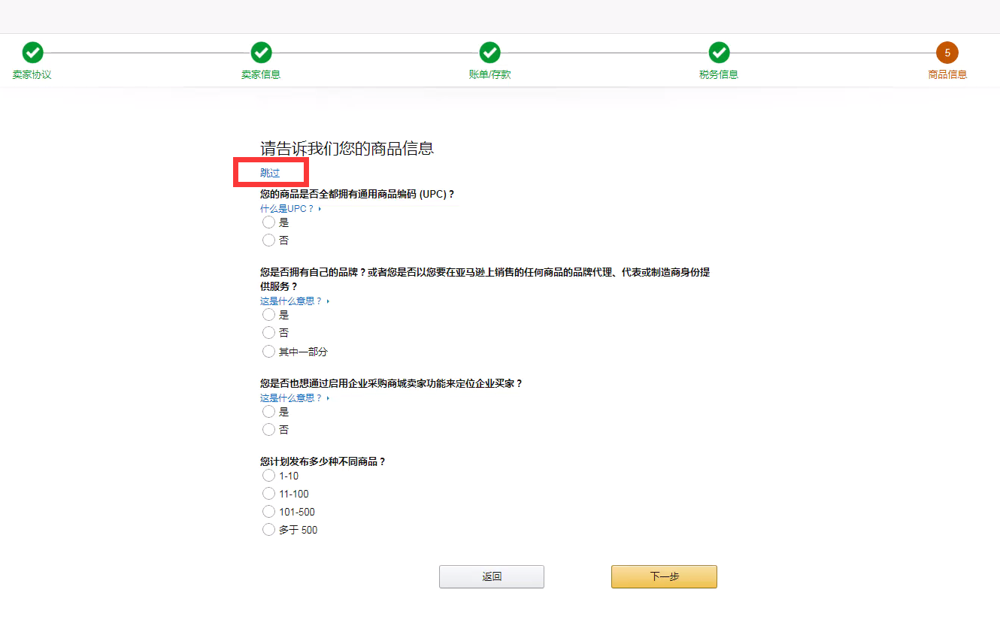 卖家协议
卖家信息
账单/存款
税务信息
5
商品信息
请告诉我们您的商品信息
跳过
您的商品是否全都拥有通用商品编码 (UPC)？
什么是UPC？
是
否
您是否拥有自己的品牌？或者您是否以您要在亚马逊上销售的任何商品的品牌代理、代表或制造商身份提
供服务？
这是什么意思？
是
否
其中一部分
您是否也想通过启用企业采购商城卖家功能来定位企业买家？
这是什么意思？
是
否
您计划发布多少种不同商品？
1-10
11-100
101-500
多于 500
返回
下一步